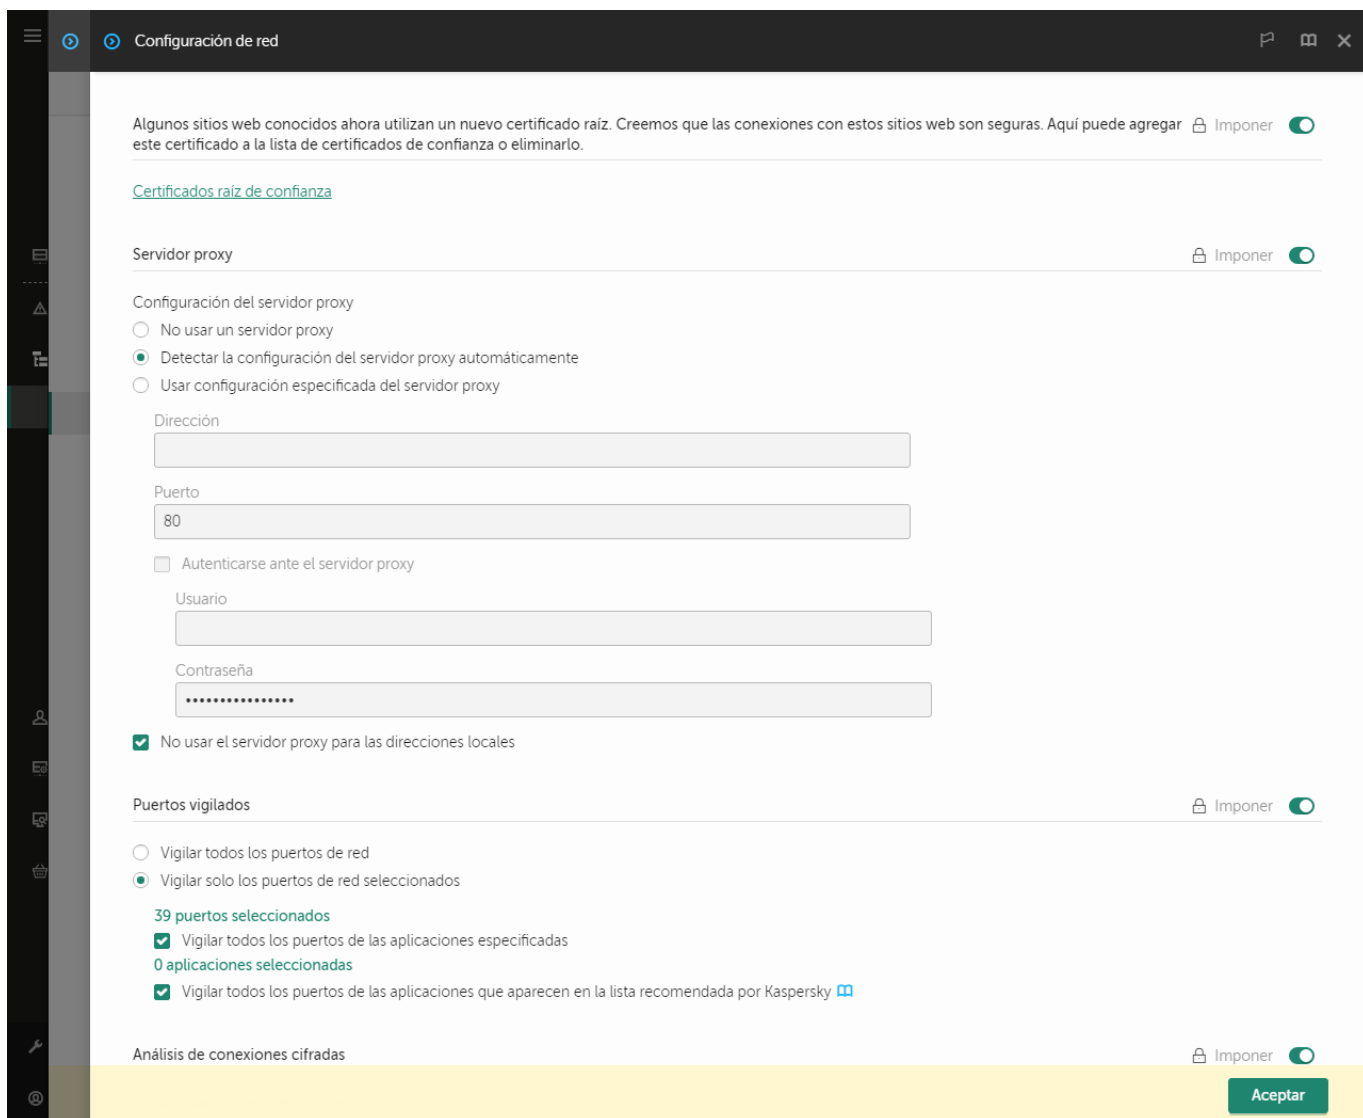 Configuración de red
Algunos sitios web conocidos ahora utilizan un nuevo certificado raíz. Creemos que las conexiones con estos sitios web son seguras. Aquí puede agregar
este certificado a la lista de certificados de confianza o eliminarlo.
Imponer
Certificados raíz de confianza
Servidor proxy
Imponer
Configuración del servidor proxy
No usar un servidor proxy
Detectar la configuración del servidor proxy automáticamente
Usar configuración especificada del servidor proxy
Dirección
Puerto
80
Autenticarse ante el servidor proxy
Usuario
Contraseña
••••••••••••••••
No usar el servidor proxy para las direcciones locales
Puertos vigilados
Imponer
Vigilar todos los puertos de red
Vigilar solo los puertos de red seleccionados
39 puertos seleccionados
Vigilar todos los puertos de las aplicaciones especificadas
0 aplicaciones seleccionadas
Vigilar todos los puertos de las aplicaciones que aparecen en la lista recomendada por Kaspersky
Análisis de conexiones cifradas
Imponer
Aceptar